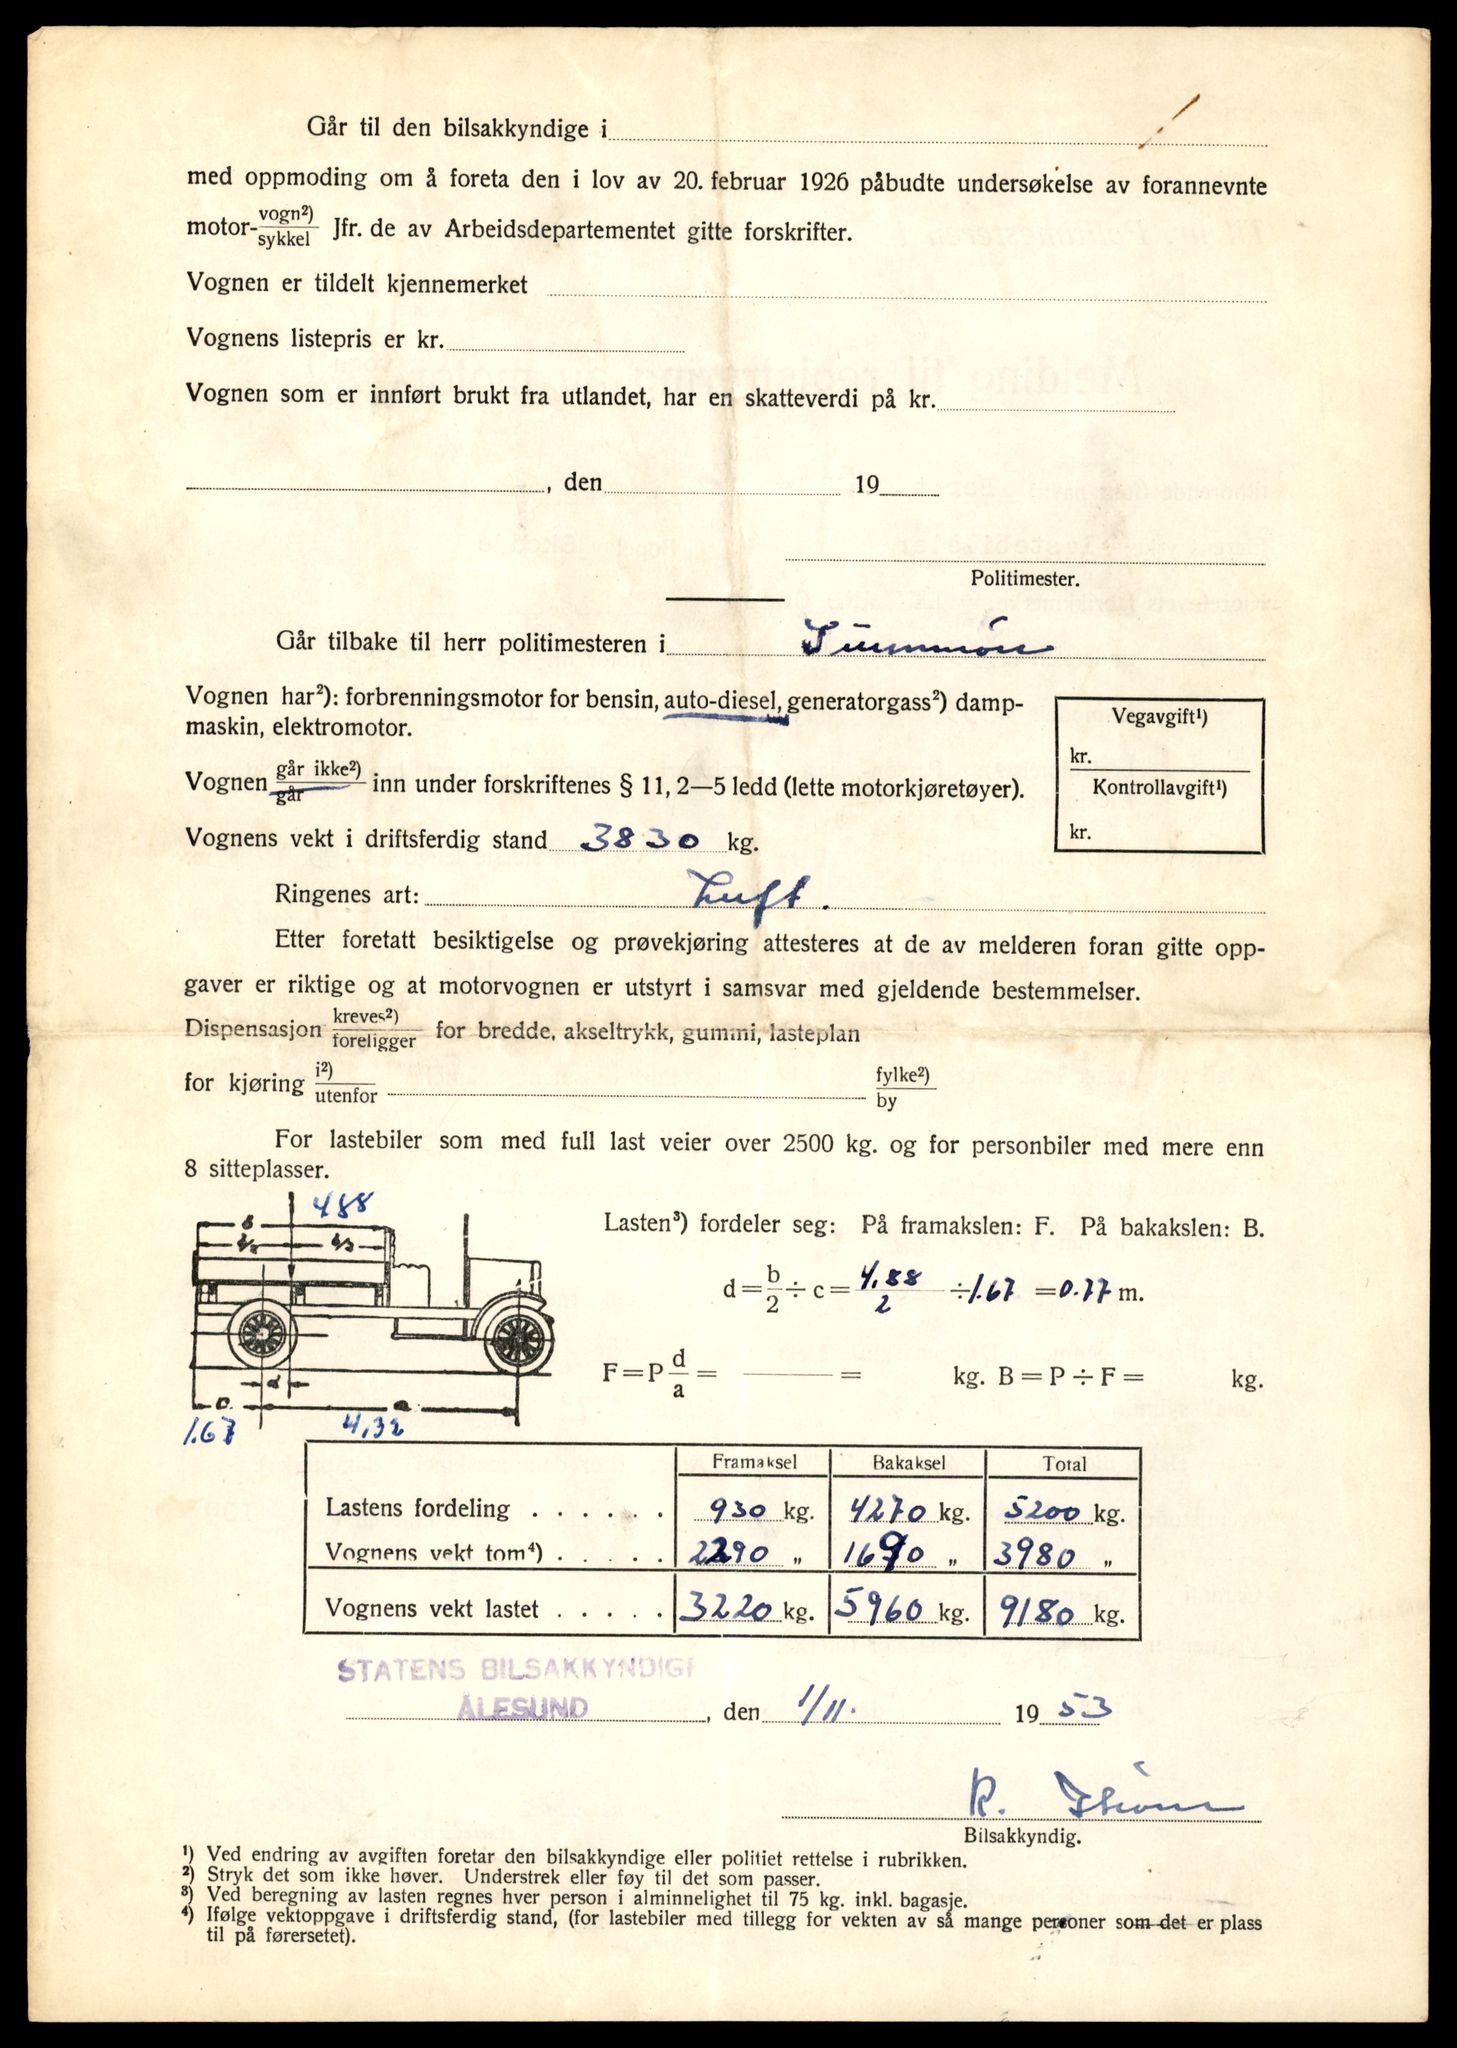 Går til den bilsakkyndige i
med oppmoding om å foreta den i lov av 20. februar 1926 påbudte undersøkelse av forannevnte
motor-vogn²)/sykkel Jfr. de av Arbeidsdepartementet gitte forskrifter.
Vognen er tildelt kjennemerket
Vognens listepris er kr.
Vognen som er innført brukt fra utlandet, har en skatteverdi på kr.
, den 19
Politimester.
Går tilbake til herr politimesteren i Sunnmöre
Vognen har²): forbrenningsmotor for bensin, auto-diesel, generatorgass²) damp-
maskin, elektromotor.
Vegavgift¹)
kr.
Kontrollavgift¹)
kr.
Vognen går ikke²)/går inn under forskriftenes § 11, 2—5 ledd (lette motorkjøretøyer).
Vognens vekt i driftsferdig stand 3830 kg.
Ringenes art: Luft.
Etter foretatt besiktigelse og prøvekjøring attesteres at de av melderen foran gitte opp-
gaver er riktige og at motorvognen er utstyrt i samsvar med gjeldende bestemmelser.
Dispensasjon kreves²)/foreligger for bredde, akseltrykk, gummi, lasteplan
for kjøring i²)/utenfor fylke²)/by
For lastebiler som med full last veier over 2500 kg. og for personbiler med mere enn
8 sitteplasser.
4.88
b
b/2 b/2
d
c a
1.67 4,32
Lasten³) fordeler seg: På framakslen: F. På bakakslen: B.
d = b/2 ÷ c = 4.88/2 ÷ 1.67 = 0.77 m.
F = P d/a = = kg. B = P ÷ F = kg.
Framaksel Bakaksel Total
Lastens fordeling . . . . . . 930 kg. 4270 kg. 5200 kg.
Vognens vekt tom⁴) . . . . . 2290 „ 1690 „ 3980 „
Vognens vekt lastet . . . . . 3220 kg. 5960 kg. 9180 kg.
STATENS BILSAKKYNDIGE
ÅLESUND , den 1/11. 1953
R.
Bilsakkyndig.
¹) Ved endring av avgiften foretar den bilsakkyndige eller politiet rettelse i rubrikken.
²) Stryk det som ikke høver. Understrek eller føy til det som passer.
³) Ved beregning av lasten regnes hver person i alminnelighet til 75 kg. inkl. bagasje.
⁴) Ifølge vektoppgave i driftsferdig stand, (for lastebiler med tillegg for vekten av så mange personer som det er plass
til på førersetet).